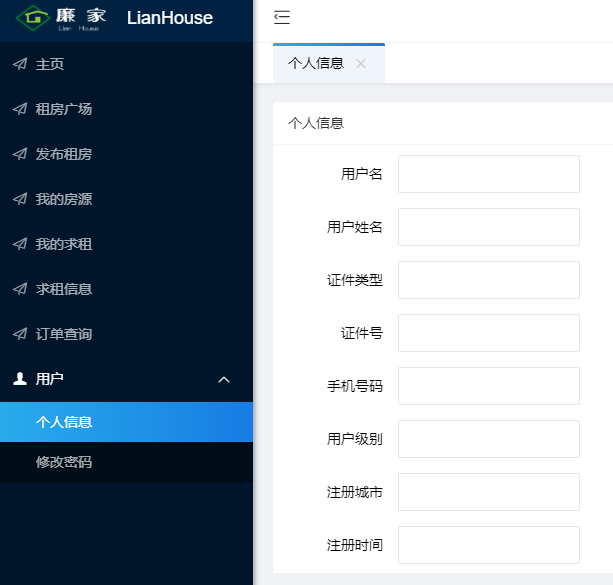 廉 家 LianHouse
Lian House
主页
租房广场
发布租房
我的房源
我的求租
求租信息
订单查询
用户
个人信息
修改密码
个人信息
个人信息
用户名
用户姓名
证件类型
证件号
手机号码
用户级别
注册城市
注册时间